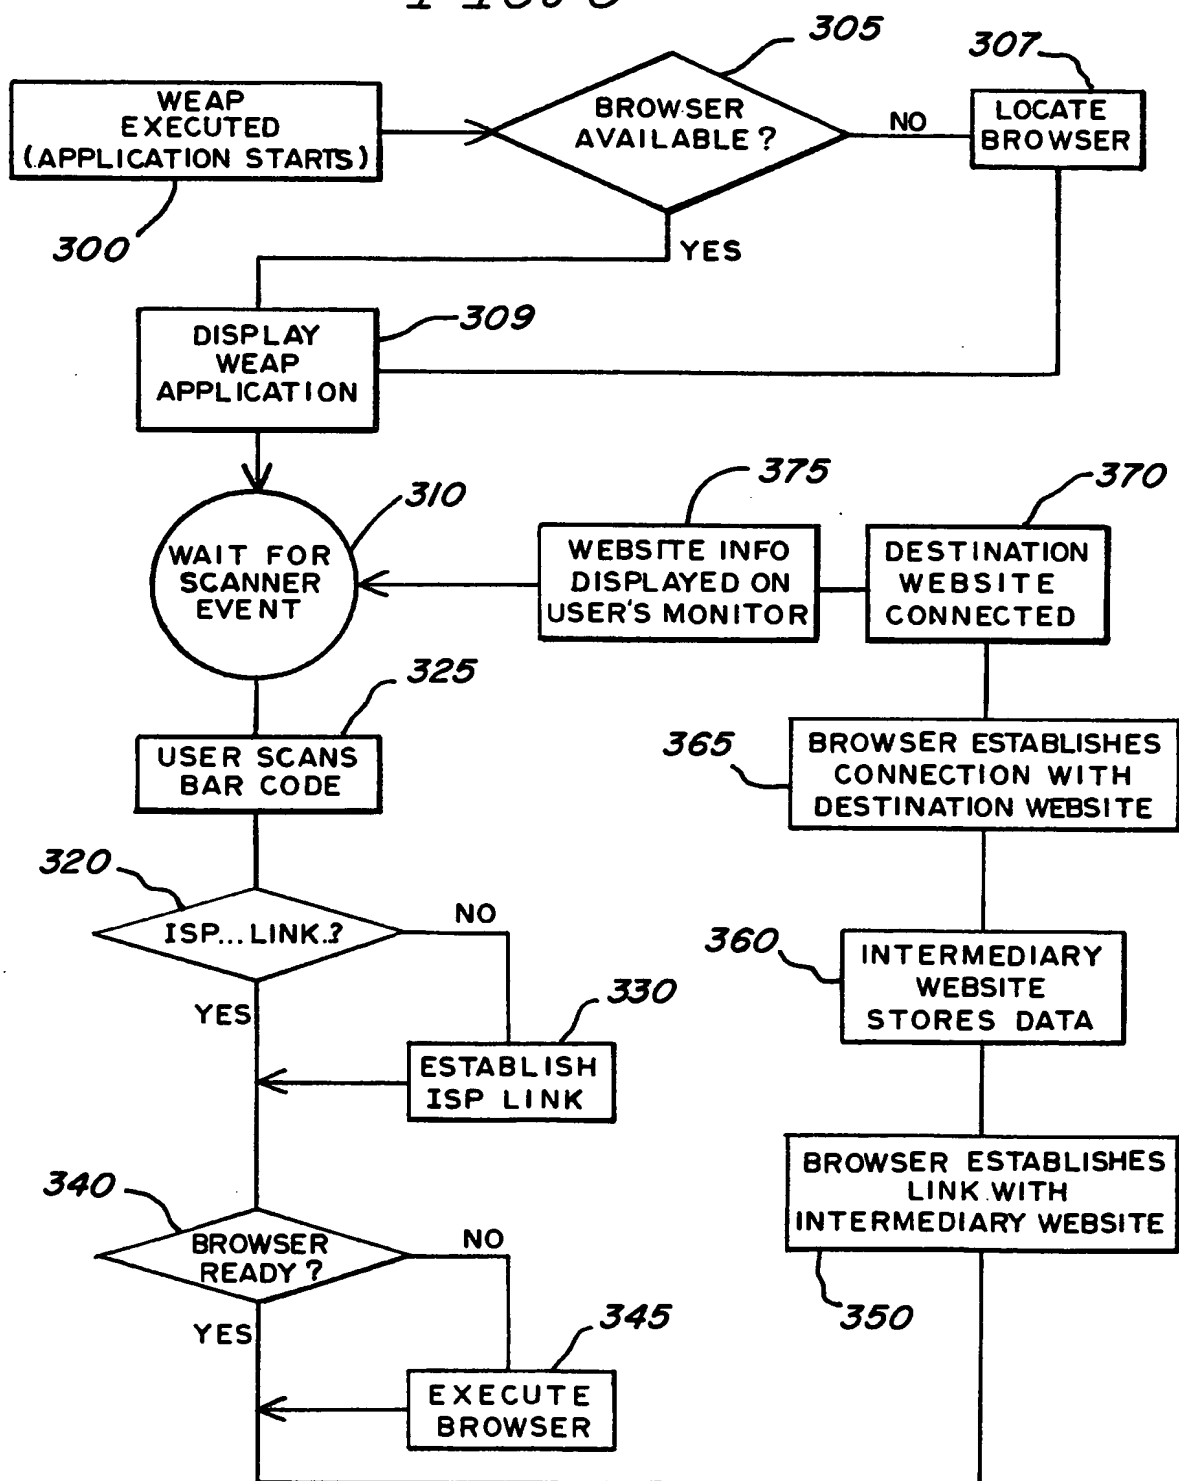 305
307
WEAP
EXECUTED
(APPLICATION STARTS)
BROWSER
AVAILABLE?
NO
LOCATE
BROWSER
300
YES
309
DISPLAY
WEAP
APPLICATION
310
375
370
WAIT FOR
SCANNER
EVENT
WEBSITE INFO
DISPLAYED ON
USER'S MONITOR
DESTINATION
WEBSITE
CONNECTED
325
USER SCANS
BAR CODE
365
BROWSER ESTABLISHES
CONNECTION WITH
DESTINATION WEBSITE
320
ISP...LINK..?
NO
YES
360
INTERMEDIARY
WEBSITE
STORES DATA
330
ESTABLISH
ISP LINK
340
BROWSER
READY?
NO
YES
BROWSER ESTABLISHES
LINK WITH
INTERMEDIARY WEBSITE
350
345
EXECUTE
BROWSER